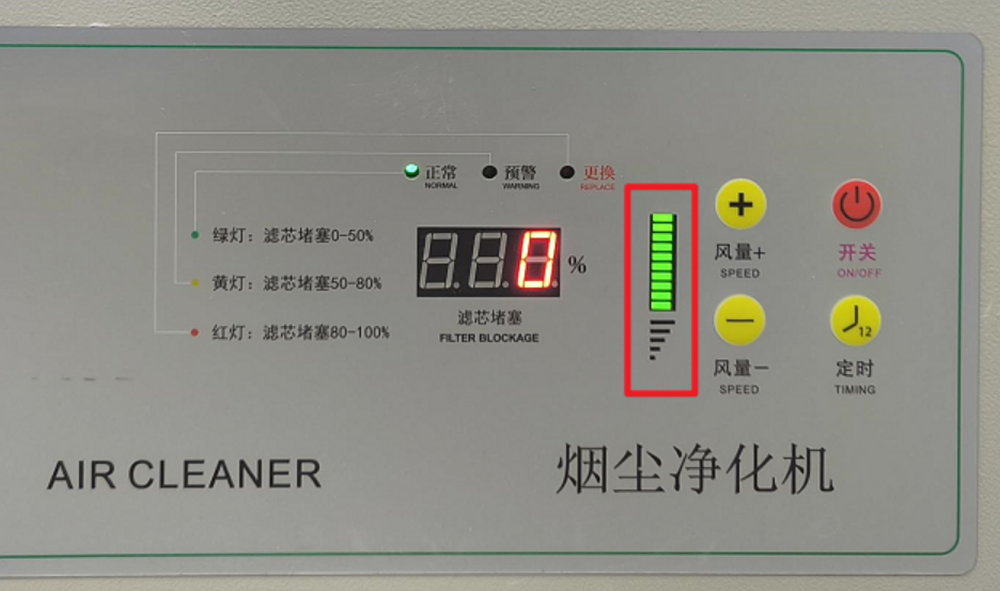 正常
NORMAL
预警
WARNING
更换
REPLACE
绿灯：滤芯堵塞0-50%
黄灯：滤芯堵塞50-80%
红灯：滤芯堵塞80-100%
0
%
滤芯堵塞
FILTER BLOCKAGE
风量+
SPEED
开关
ON/OFF
风量－
SPEED
12
定时
TIMING
AIR CLEANER
烟尘净化机